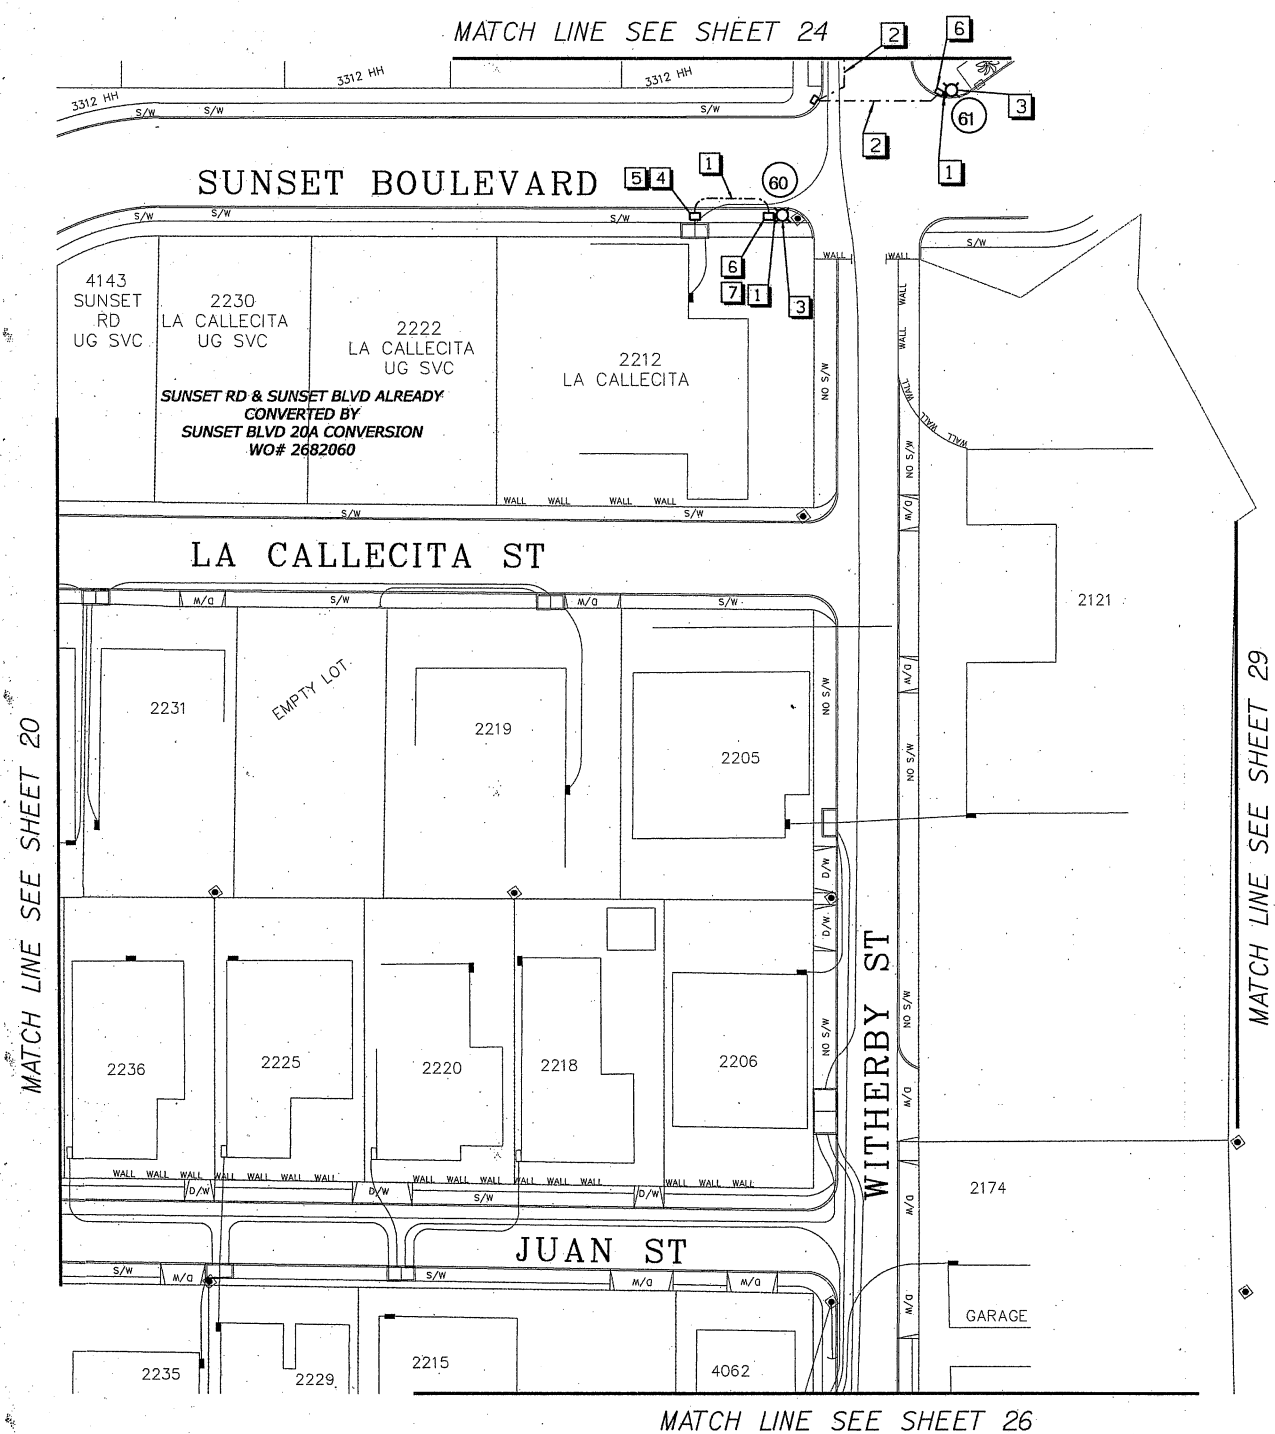 MATCH LINE SEE SHEET 24
2
6
3312 HH
3312 HH
3312 HH
S/W
S/W
S/W
3
61
2
1
SUNSET BOULEVARD
5
4
1
60
S/W
S/W
S/W
S/W
WALL
WALL
6
7
1
3
4143
SUNSET
RD
UG SVC
2230
LA CALLECITA
UG SVC
2222
LA CALLECITA
UG SVC
2212
LA CALLECITA
SUNSET RD & SUNSET BLVD ALREADY
CONVERTED BY
SUNSET BLVD 20A CONVERSION
WO# 2682060
WALL
WALL
NO S/W
WALL
WALL
WALL
NO S/W
D/W
WALL
WALL
WALL
WALL
S/W
S/W
LA CALLECITA ST
D/W
S/W
D/W
S/W
2121
D/W
NO S/W
NO S/W
2231
EMPTY LOT
2219
2205
MATCH LINE SEE SHEET 20
MATCH LINE SEE SHEET 29
D/W
D/W
NO S/W
NO S/W
WITHERBY ST
2236
2225
2220
2218
2206
D/W
WALL WALL WALL WALL WALL WALL WALL
WALL WALL WALL WALL WALL WALL
WALL WALL WALL
D/W
D/W
S/W
D/W
D/W
2174
JUAN ST
S/W
D/W
S/W
D/W
D/W
D/W
GARAGE
2235
2229
2215
4062
MATCH LINE SEE SHEET 26